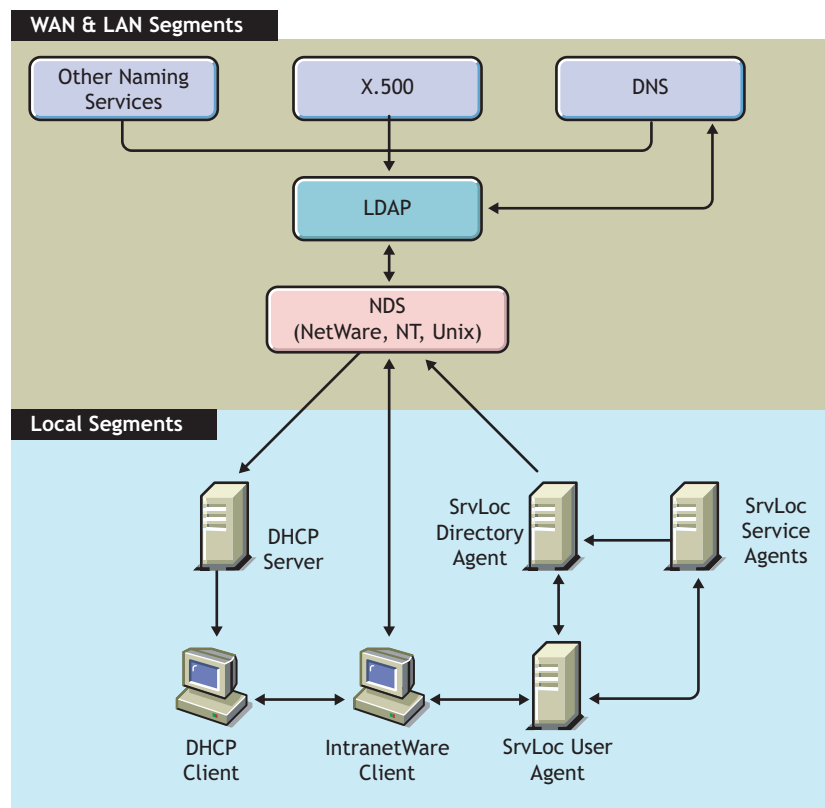 WAN & LAN Segments
Other Naming
Services
X.500
DNS
LDAP
NDS
(NetWare, NT, Unix)
Local Segments
DHCP
Server
SrvLoc
Directory
Agent
SrvLoc
Service
Agents
DHCP
Client
IntranetWare
Client
SrvLoc User
Agent